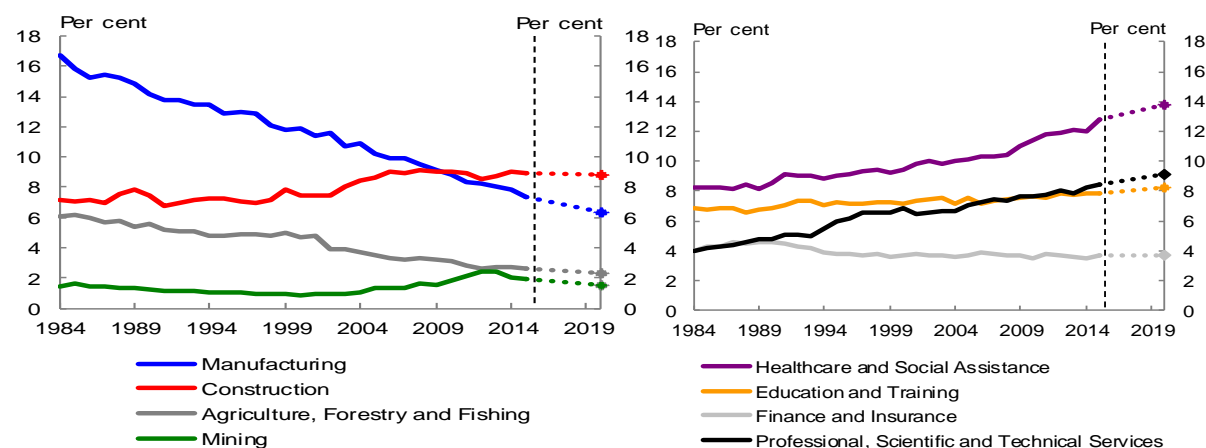 Per cent
Per cent
18
16
14
12
10
8
6
4
2
0
18
16
14
12
10
8
6
4
2
0
1984 1989 1994 1999 2004 2009 2014 2019
Manufacturing
Construction
Agriculture, Forestry and Fishing
Mining
Per cent
Per cent
18
16
14
12
10
8
6
4
2
0
18
16
14
12
10
8
6
4
2
0
1984 1989 1994 1999 2004 2009 2014 2019
Healthcare and Social Assistance
Education and Training
Finance and Insurance
Professional, Scientific and Technical Services